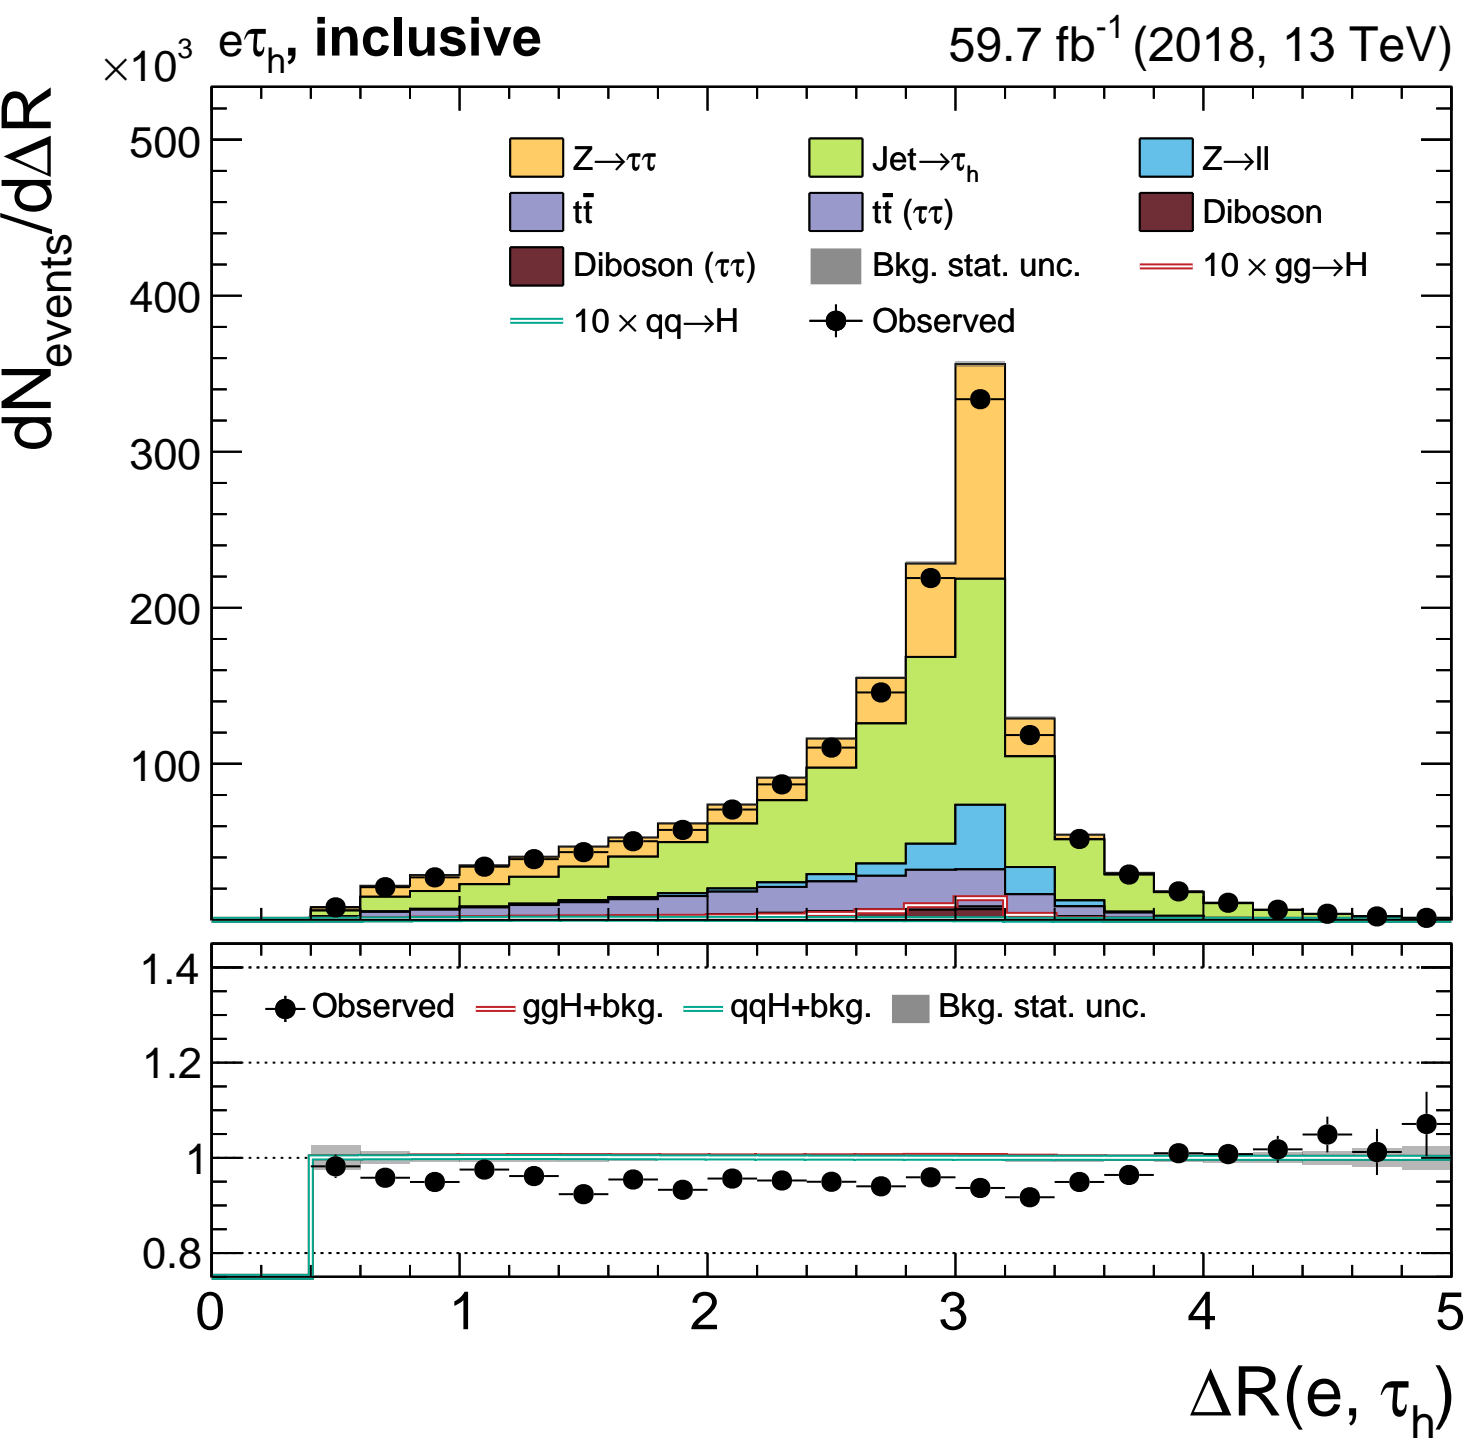 ×10³ eτₕ, inclusive 59.7 fb⁻¹ (2018, 13 TeV)
dN_events/dΔR
500
400
300
200
100
Z→ττ Jet→τₕ Z→ll
tt̄ tt̄ (ττ) Diboson
Diboson (ττ) Bkg. stat. unc. 10 × gg→H
10 × qq→H Observed
1.4
1.2
1
0.8
Observed ggH+bkg. qqH+bkg. Bkg. stat. unc.
0 1 2 3 4 5
ΔR(e, τₕ)